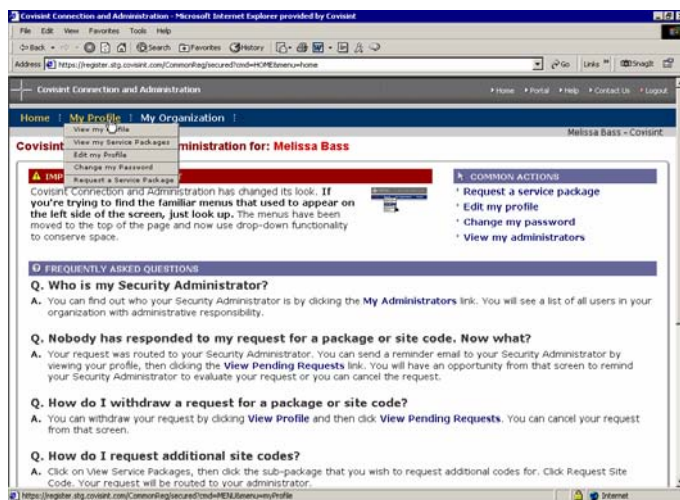 Covisint Connection and Administration - Microsoft Internet Explorer provided by Covisint
File Edit View Favorites Tools Help
Back Search Favorites History
Address https://register.stg.covisint.com/CommonReg/secured?cmd=HOME&menu=home Go Links SnagIt
Covisint Connection and Administration Home Portal Help Contact Us Logout
Home My Profile My Organization
View my Profile
Melissa Bass - Covisint
View my Service Packages
Covisint ministration for: Melissa Bass
Edit my Profile
Change my Password
Request a Service Package
IMP
COMMON ACTIONS
Covisint Connection and Administration has changed its look. If
you're trying to find the familiar menus that used to appear on
the left side of the screen, just look up. The menus have been
moved to the top of the page and now use drop-down functionality
to conserve space.
Request a service package
Edit my profile
Change my password
View my administrators
FREQUENTLY ASKED QUESTIONS
Q. Who is my Security Administrator?
A. You can find out who your Security Administrator is by clicking the My Administrators link. You will see a list of all users in your
organization with administrative responsibility.
Q. Nobody has responded to my request for a package or site code. Now what?
A. Your request was routed to your Security Administrator. You can send a reminder email to your Security Administrator by
viewing your profile, then clicking the View Pending Requests link. You will have an opportunity from that screen to remind
your Security Administrator to evaluate your request or you can cancel the request.
Q. How do I withdraw a request for a package or site code?
A. You can withdraw your request by clicking View Profile and then click View Pending Requests. You can cancel your request
from that screen.
Q. How do I request additional site codes?
A. Click on View Service Packages, then click the sub-package that you wish to request additional codes for. Click Request Site
Code. Your request will be routed to your administrator.
https://register.stg.covisint.com/CommonReg/secured?cmd=MENU&menu=myProfile Internet